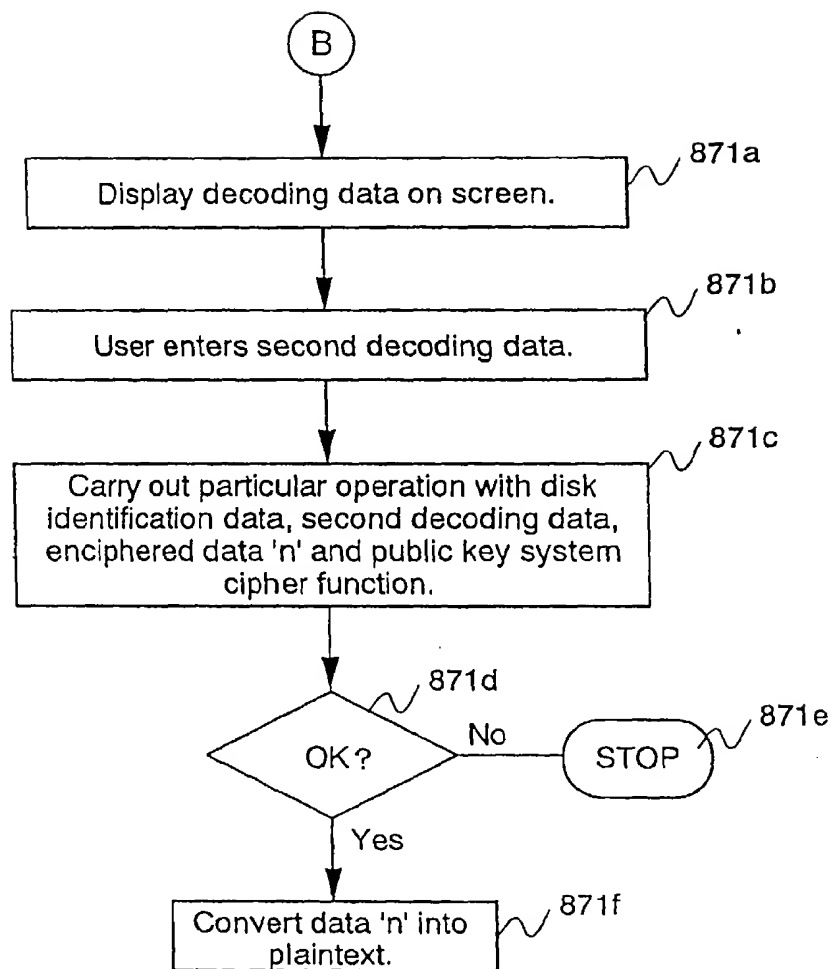 B
871a
Display decoding data on screen.
871b
User enters second decoding data.
871c
Carry out particular operation with disk
identification data, second decoding data,
enciphered data 'n' and public key system
cipher function.
871d
OK?
No
871e
STOP
Yes
871f
Convert data 'n' into
plaintext.